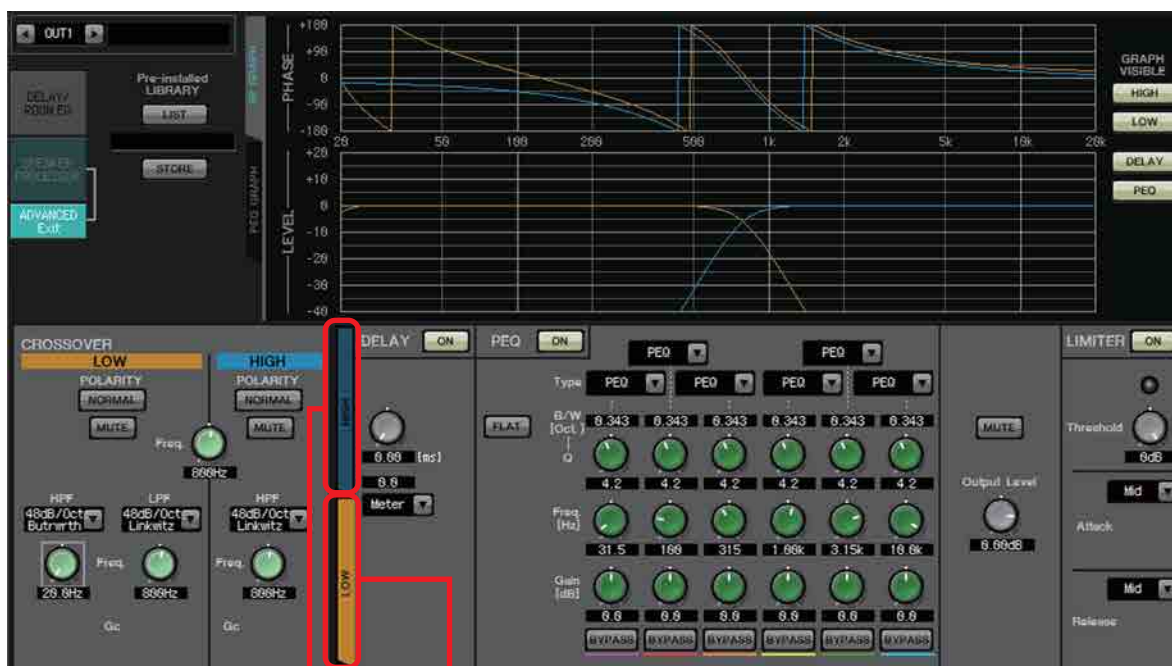 OUT1
Pre-installed
LIBRARY
LIST
STORE
DELAY/
ROOM EQ
SPEAKER
PROCESSOR
ADVANCED
Exit
PEQ GRAPH
PHASE
+180
+90
0
-90
-180
20 50 100 200 500 1k 2k 5k 10k 20k
LEVEL
+20
+10
0
-10
-20
-30
-40
GRAPH
VISIBLE
HIGH
LOW
DELAY
PEQ
CROSSOVER
LOW
POLARITY
NORMAL
MUTE
Freq.
800Hz
HPF
48dB/Oct
Butrwrth
LPF
48dB/Oct
Linkwitz
Freq.
20.0Hz
800Hz
Gc
HIGH
POLARITY
NORMAL
MUTE
HPF
48dB/Oct
Linkwitz
Freq.
800Hz
Gc
HIGH
LOW
DELAY ON
0.00 [ms]
0.0
Meter
PEQ ON
FLAT
PEQ PEQ
Type PEQ PEQ PEQ PEQ
B/W
[Oct.]
0.343 0.343 0.343 0.343 0.343 0.343
Q
4.2 4.2 4.2 4.2 4.2 4.2
Freq.
[Hz]
31.5 100 315 1.00k 3.15k 10.0k
Gain
[dB]
0.0 0.0 0.0 0.0 0.0 0.0
BYPASS BYPASS BYPASS BYPASS BYPASS BYPASS
MUTE
Output Level
0.00dB
LIMITER ON
Threshold
0dB
Mid
Attack
Mid
Release